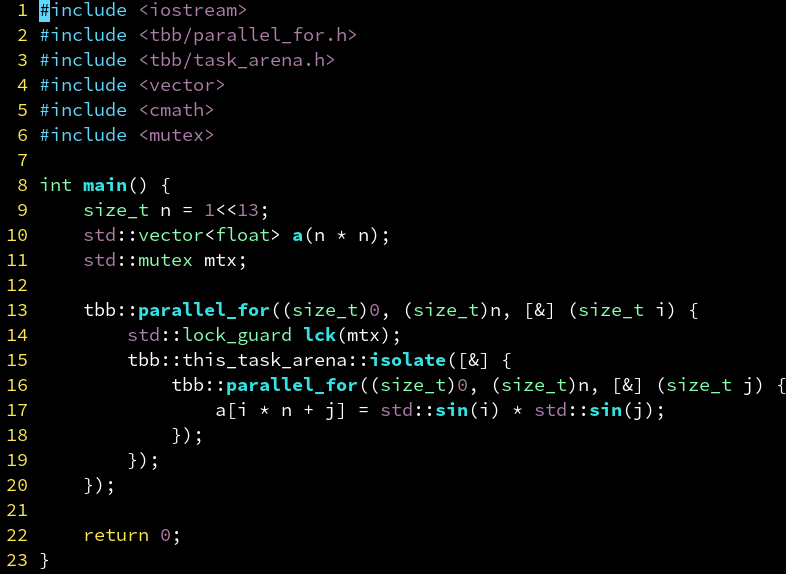 1 #include <iostream>
2 #include <tbb/parallel_for.h>
3 #include <tbb/task_arena.h>
4 #include <vector>
5 #include <cmath>
6 #include <mutex>
7
8 int main() {
9     size_t n = 1<<13;
10     std::vector<float> a(n * n);
11     std::mutex mtx;
12
13     tbb::parallel_for((size_t)0, (size_t)n, [&] (size_t i) {
14         std::lock_guard lck(mtx);
15         tbb::this_task_arena::isolate([&] {
16             tbb::parallel_for((size_t)0, (size_t)n, [&] (size_t j) {
17                 a[i * n + j] = std::sin(i) * std::sin(j);
18             });
19         });
20     });
21
22     return 0;
23 }